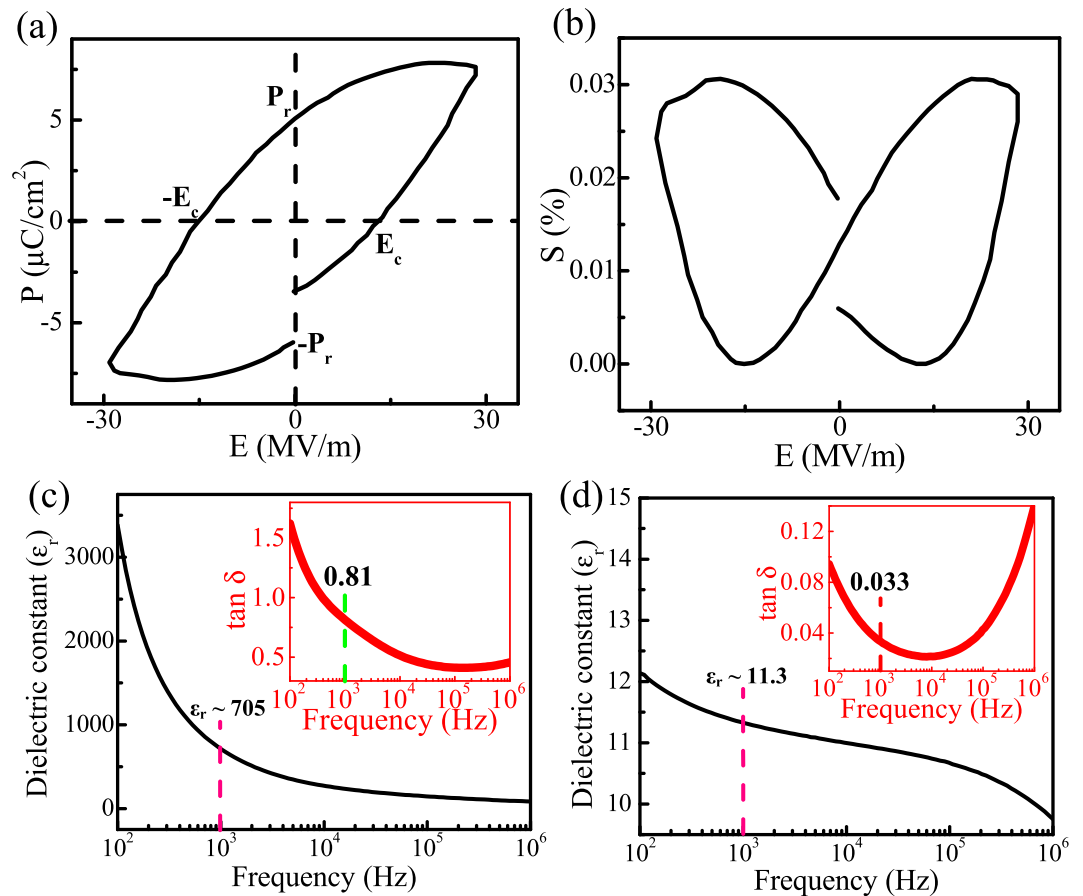 (a)
P (μC/cm²)
5
0
-5
P_r
-E_c
E_c
-P_r
-30
0
30
E (MV/m)
(b)
S (%)
0.03
0.02
0.01
0.00
-30
0
30
E (MV/m)
(c)
Dielectric constant (ε_r)
3000
2000
1000
0
ε_r ~ 705
10² 10³ 10⁴ 10⁵ 10⁶
Frequency (Hz)
tan δ
1.5
1.0
0.5
0.81
10² 10³ 10⁴ 10⁵ 10⁶
Frequency (Hz)
(d)
Dielectric constant (ε_r)
15
14
13
12
11
10
ε_r ~ 11.3
10² 10³ 10⁴ 10⁵ 10⁶
Frequency (Hz)
tan δ
0.12
0.08
0.04
0.033
10² 10³ 10⁴ 10⁵ 10⁶
Frequency (Hz)